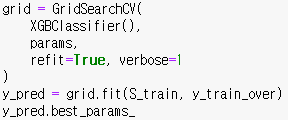 grid = GridSearchCV(
    XGBClassifier(),
    params,
    refit=True, verbose=1
)
y_pred = grid.fit(S_train, y_train_over)
y_pred.best_params_